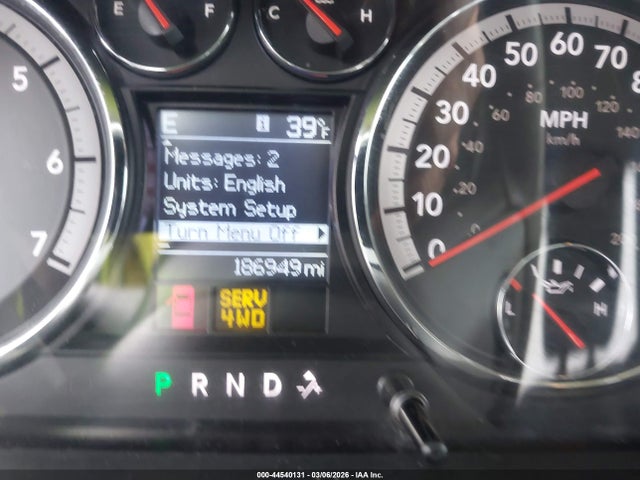 E F
C H
5
6
7
E 39°F
Messages: 2
Units: English
System Setup
Turn Menu Off
186949 mi
SERV
4WD
P R N D
0 10 20 30 40 50 60 70
20 40 60 80 100 120
MPH
km/h
L H
000-44540131 - 03/06/2026 - IAA Inc.